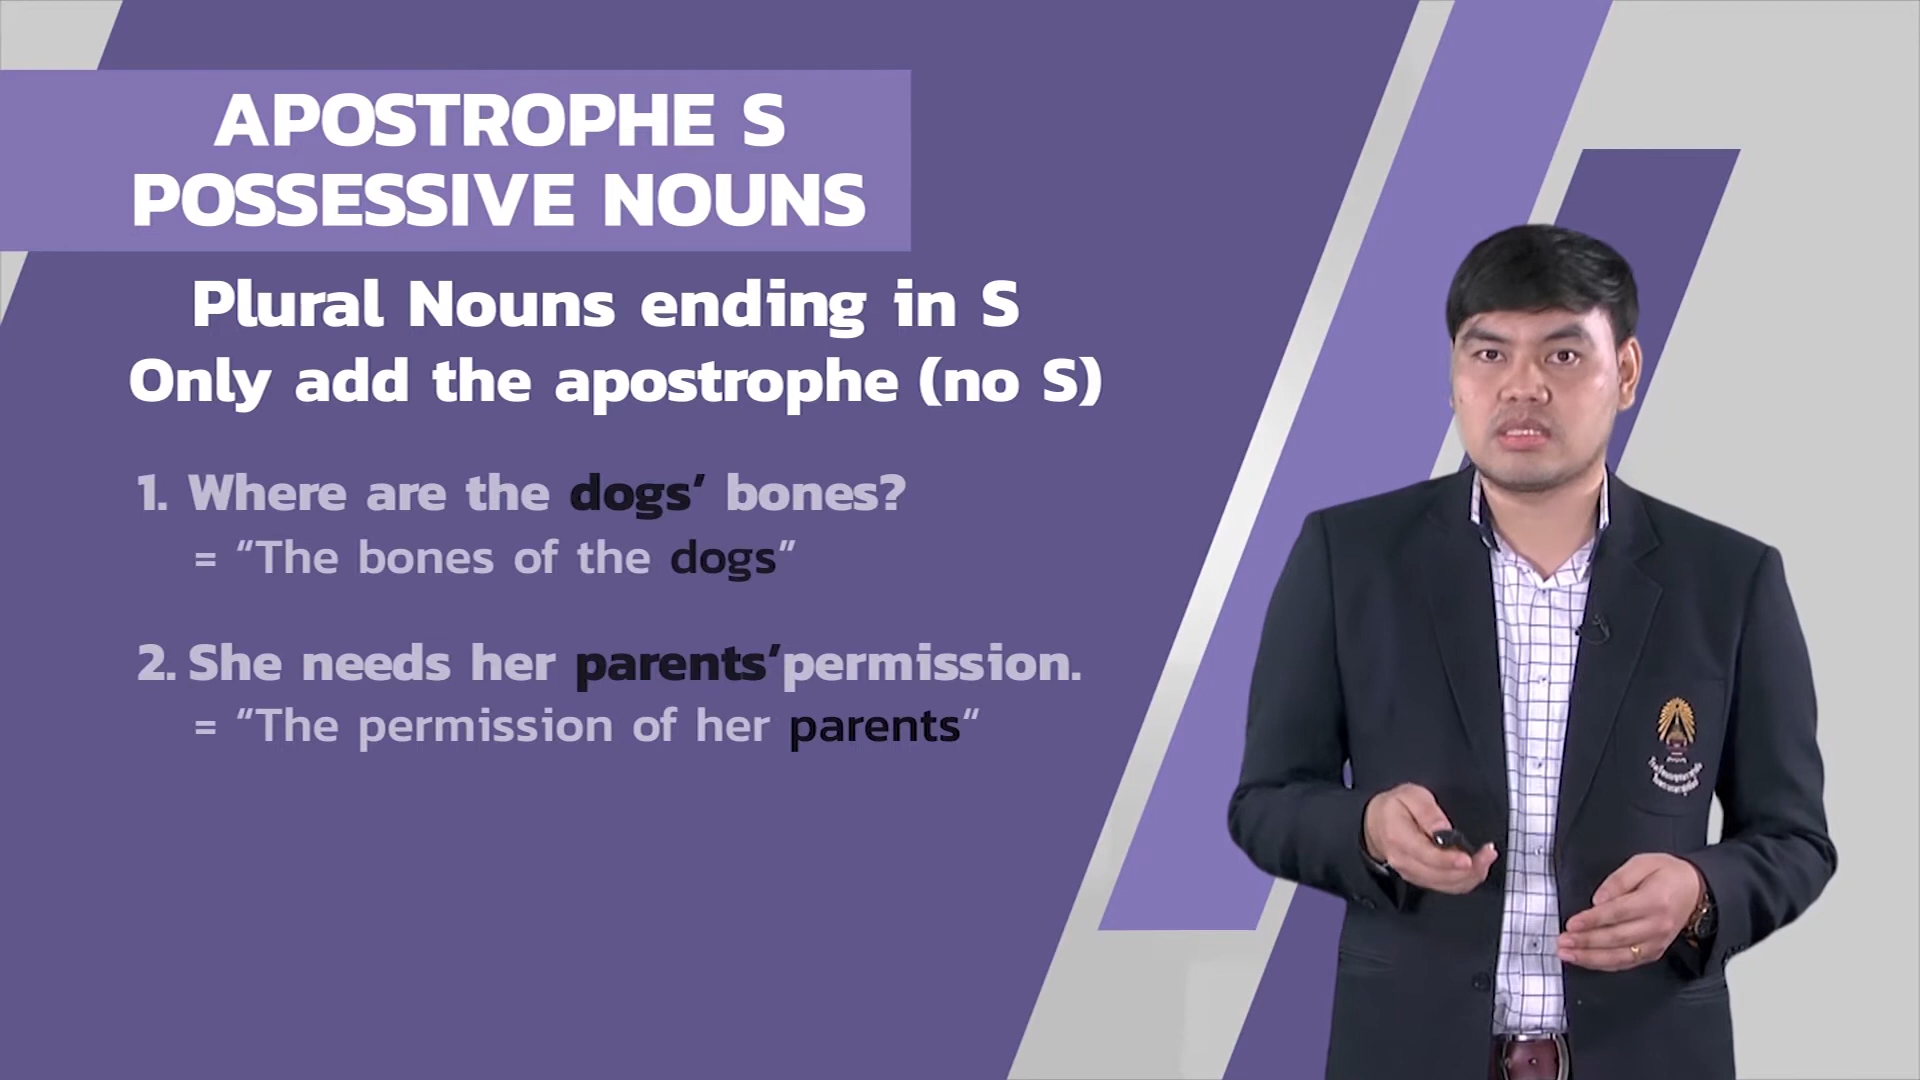 APOSTROPHE S
POSSESSIVE NOUNS
Plural Nouns ending in S
Only add the apostrophe (no S)
1. Where are the dogs’ bones?
= “The bones of the dogs”
2. She needs her parents’permission.
= “The permission of her parents“